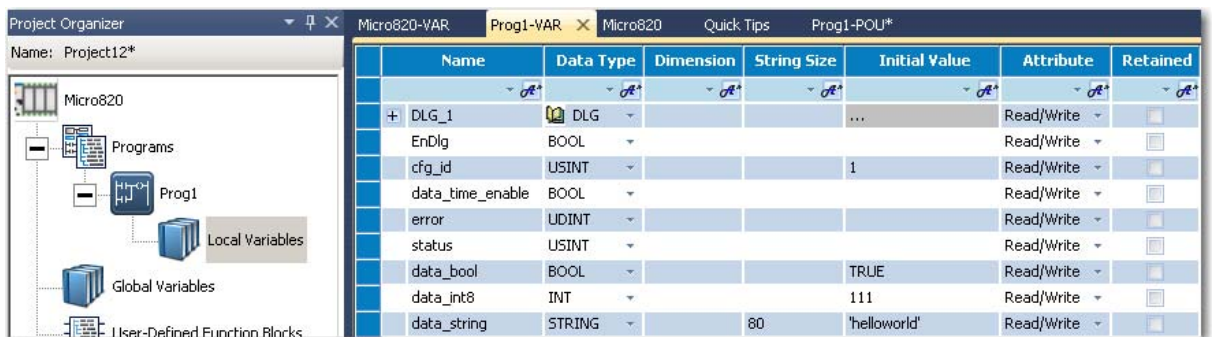 Project Organizer
Name: Project12*
Micro820
Programs
Prog1
Local Variables
Global Variables
User-Defined Function Blocks
Micro820-VAR Prog1-VAR Micro820 Quick Tips Prog1-POU*
Name Data Type Dimension String Size Initial Value Attribute Retained
+ DLG_1 DLG ... Read/Write
EnDlg BOOL Read/Write
cfg_id USINT 1 Read/Write
data_time_enable BOOL Read/Write
error UDINT Read/Write
status USINT Read/Write
data_bool BOOL TRUE Read/Write
data_int8 INT 111 Read/Write
data_string STRING 80 'helloworld' Read/Write